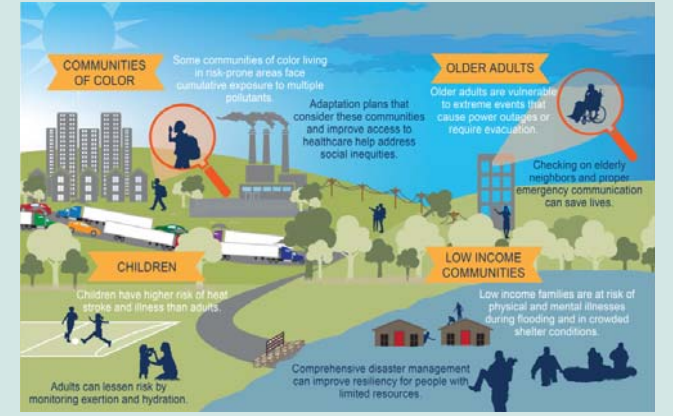 COMMUNITIES
OF COLOR
Some communities of color living
in risk-prone areas face
cumulative exposure to multiple
pollutants.
Adaptation plans that
consider these communities
and improve access to
healthcare help address
social inequities.
OLDER ADULTS
Older adults are vulnerable
to extreme events that
cause power outages or
require evacuation.
Checking on elderly
neighbors and proper
emergency communication
can save lives.
CHILDREN
Children have higher risk of heat
stroke and illness than adults.
Adults can lessen risk by
monitoring exertion and hydration.
LOW INCOME
COMMUNITIES
Low income families are at risk of
physical and mental illnesses
during flooding and in crowded
shelter conditions.
Comprehensive disaster management
can improve resiliency for people with
limited resources.